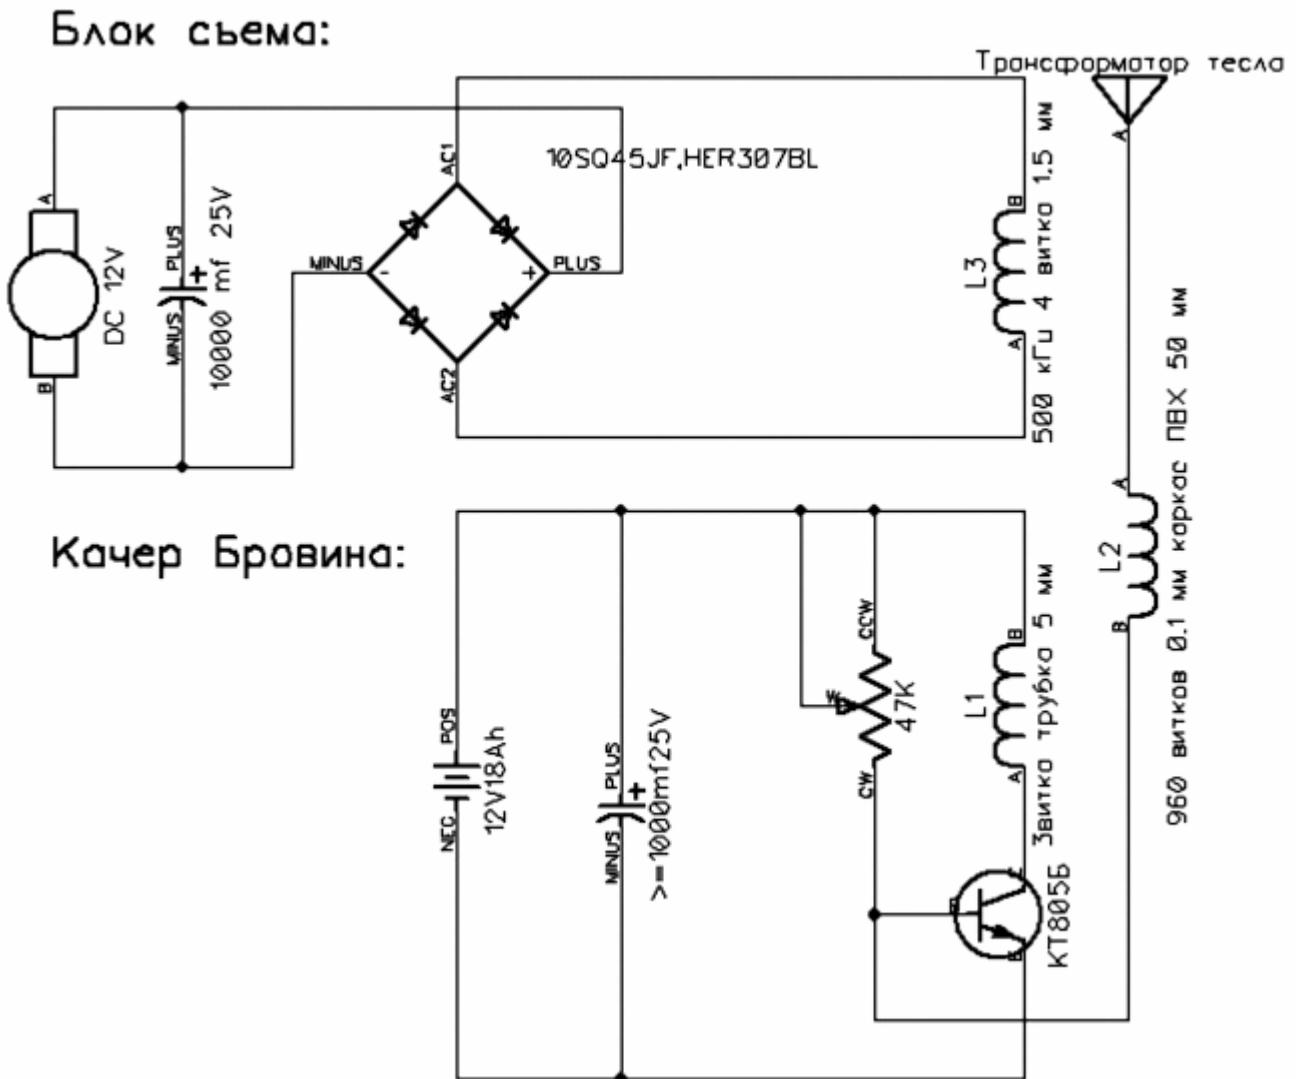 Блок сьема:
Трансформатор тесла
A
AC1
10SQ45JF,HER307BL
A
DC 12V
B
PLUS
+
MINUS
10000 mf 25V
MINUS
-
+
PLUS
AC2
B
L3
A
500 кГц 4 витка 1.5 мм
A
L2
B
960 витков 0.1 мм каркас ПВХ 50 мм
Качер Бровина:
POS
12V18Ah
NEG
PLUS
+
MINUS
>=1000mf25V
CCW
W
47K
CW
B
L1
A
3витка трубка 5 мм
C
B
E
КТ805Б